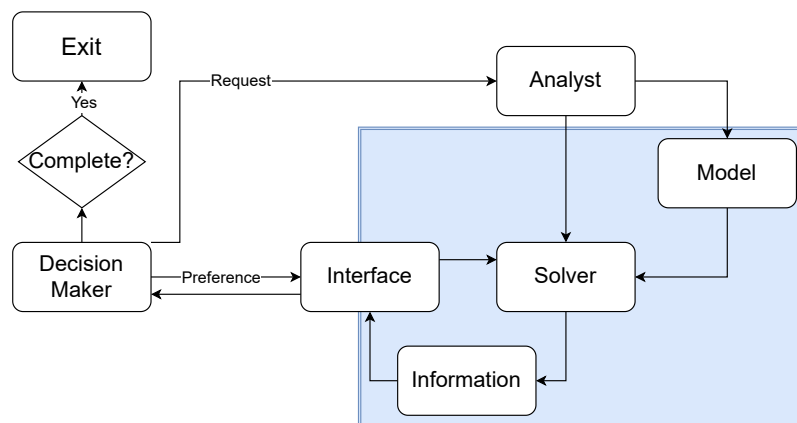 Exit
Request
Analyst
Yes
Complete?
Model
Decision
Maker
Preference
Interface
Solver
Information